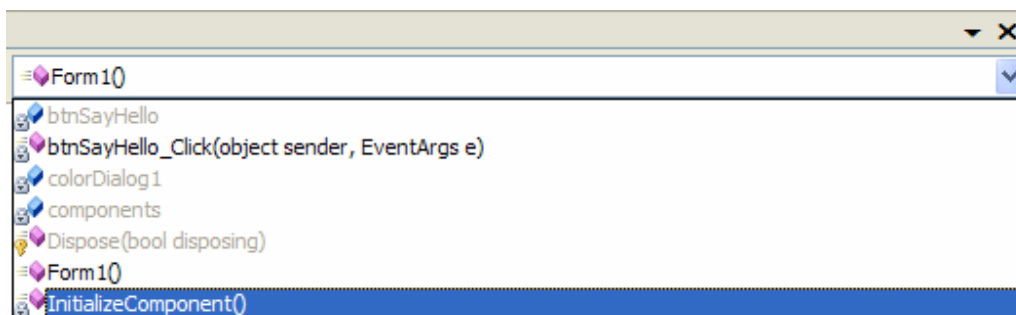 Form1()
btnSayHello
btnSayHello_Click(object sender, EventArgs e)
colorDialog1
components
Dispose(bool disposing)
Form1()
InitializeComponent()